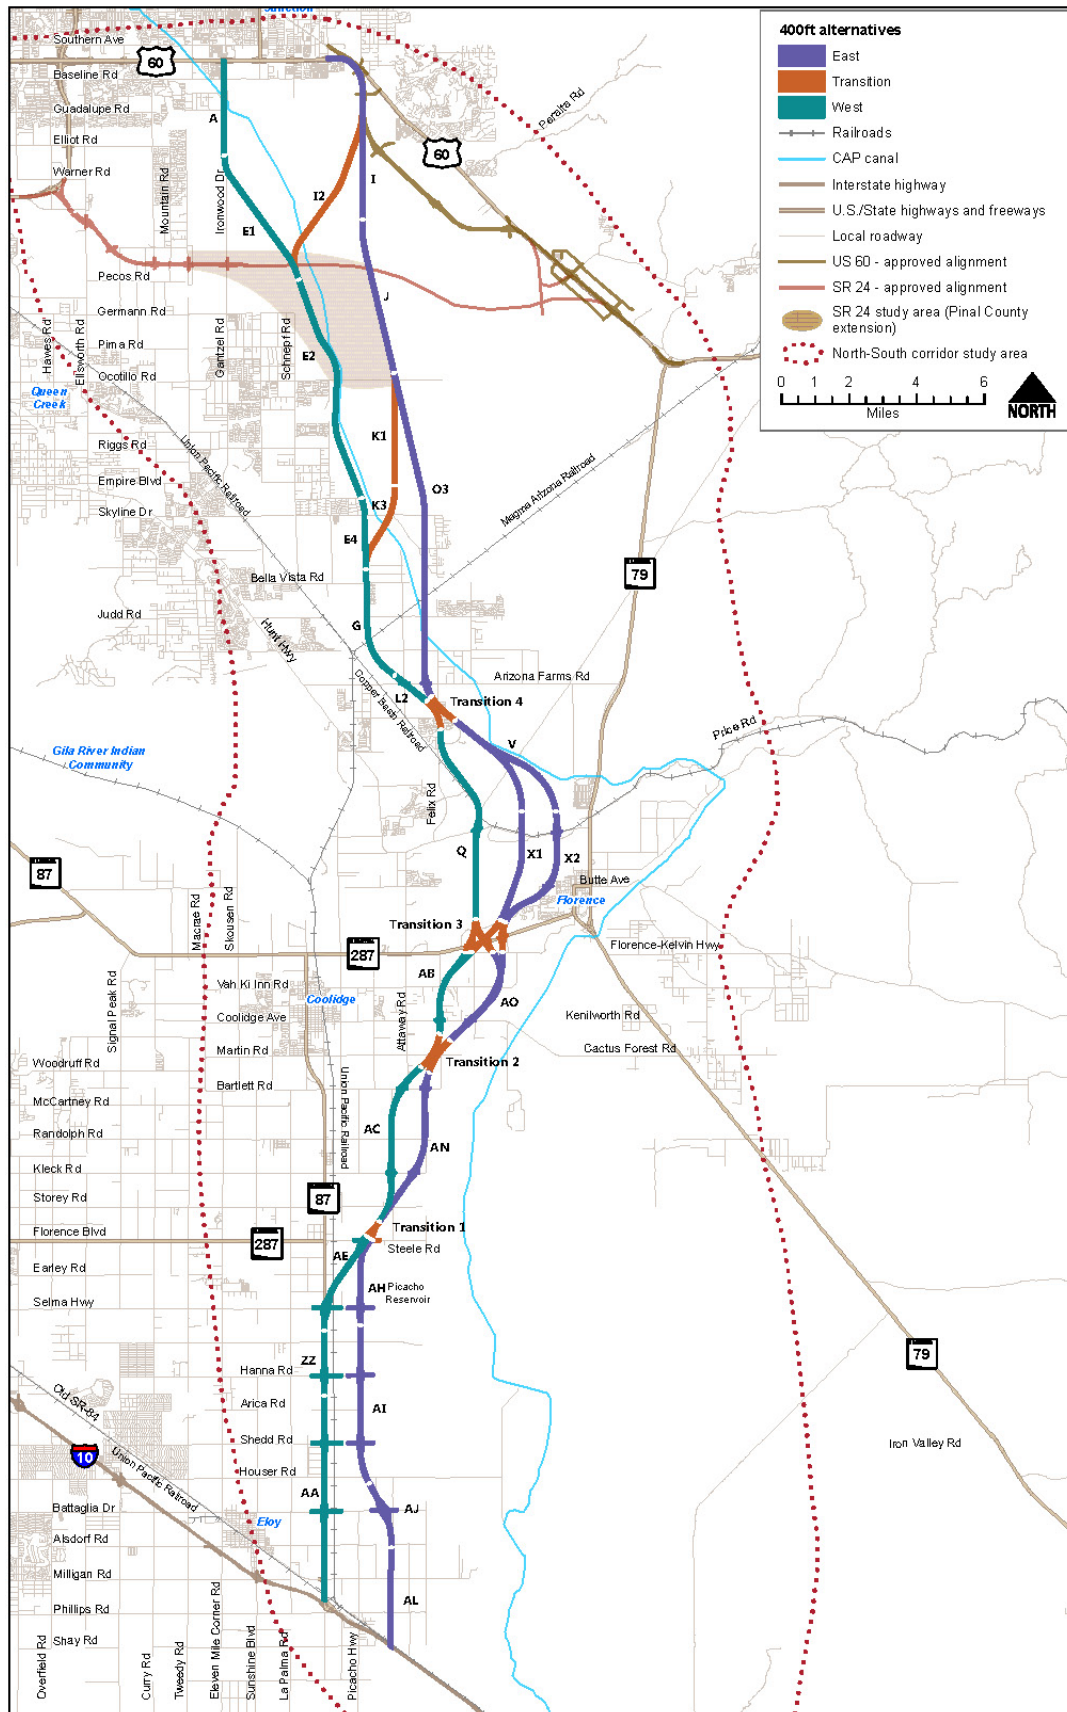 Junction
Southern Ave
60
Baseline Rd
Guadalupe Rd
Elliot Rd
Warner Rd
Mountain Rd
Ironwood Dr
A
I2
I
E1
60
Peralta Rd
400ft alternatives
East
Transition
West
Railroads
CAP canal
Interstate highway
U.S./State highways and freeways
Local roadway
US 60 - approved alignment
SR 24 - approved alignment
SR 24 study area (Pinal County
extension)
North-South corridor study area
0 1 2 4 6
Miles
NORTH
Pecos Rd
Germann Rd
Hawes Rd
Ellsworth Rd
Pima Rd
Gantzel Rd
Schnepf Rd
J
E2
Ocotillo Rd
Queen
Creek
Riggs Rd
Union Pacific Railroad
K1
Empire Blvd
Skyline Dr
K3
O3
Magma Arizona Railroad
E4
Bella Vista Rd
79
Judd Rd
Hunt Hwy
G
Copper Basin Railroad
L2
Arizona Farms Rd
Transition 4
Gila River Indian
Community
V
Price Rd
Felix Rd
Q
X1
X2
87
Butte Ave
Florence
Macrae Rd
Skousen Rd
Transition 3
287
Florence-Kelvin Hwy
Signal Peak Rd
Vah Ki Inn Rd
AB
Coolidge
Attaway Rd
AO
Coolidge Ave
Kenilworth Rd
Martin Rd
Cactus Forest Rd
Woodruff Rd
Transition 2
Bartlett Rd
McCartney Rd
Union Pacific Railroad
AC
Randolph Rd
AN
Kleck Rd
Storey Rd
87
Florence Blvd
Transition 1
287
Steele Rd
AE
Earley Rd
AH
Picacho
Reservoir
Selma Hwy
ZZ
Hanna Rd
79
Old SR-84
Arica Rd
AI
Shedd Rd
Iron Valley Rd
10
Union Pacific Railroad
Houser Rd
AA
Battaglia Dr
AJ
Eloy
Alsdorf Rd
Milligan Rd
AL
Phillips Rd
Shay Rd
Overfield Rd
Curry Rd
Tweedy Rd
Eleven Mile Corner Rd
Sunshine Blvd
La Palma Rd
Picacho Hwy